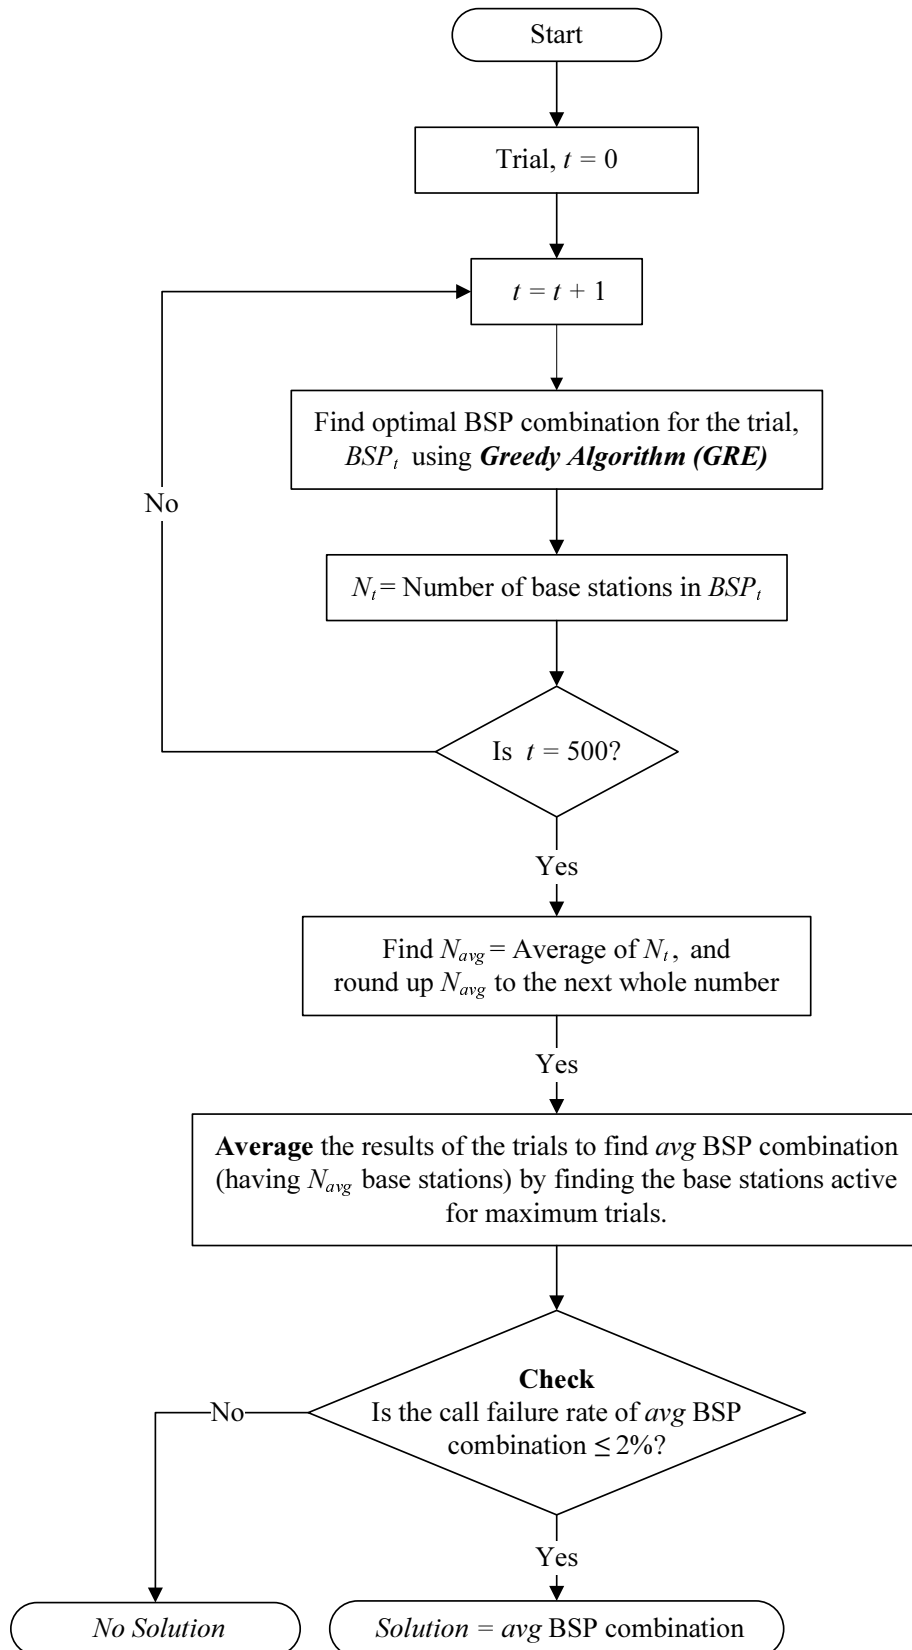 Start
Trial, t = 0
t = t + 1
Find optimal BSP combination for the trail,
BSPt using Greedy Algorithm (GRE)
No
Nt = Number of base stations in BSPt
Is t = 500?
Yes
Find Navg = Average of Nt, and
round up Navg to the next whole number
Yes
Average the results of the trials to find avg BSP combination
(having Navg base stations) by finding the base stations active
for maximum trials.
Check
Is the call failure rate of avg BSP
combination ≤ 2%?
No
Yes
No Solution
Solution = avg BSP combination